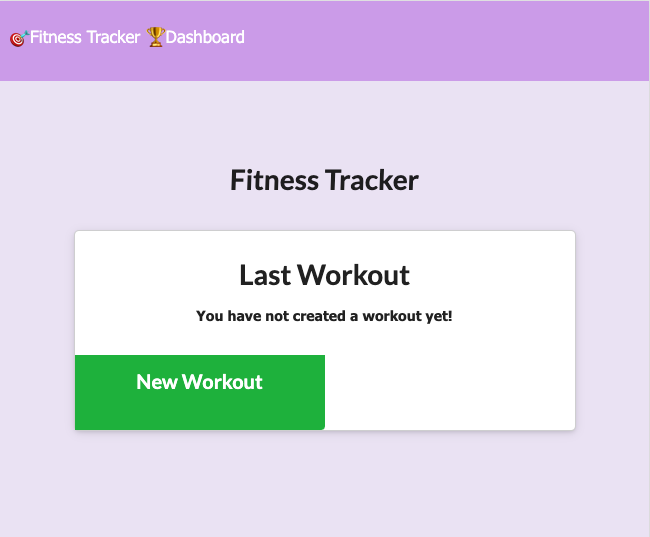 🎯Fitness Tracker 🏆Dashboard
Fitness Tracker
Last Workout
You have not created a workout yet!
New Workout